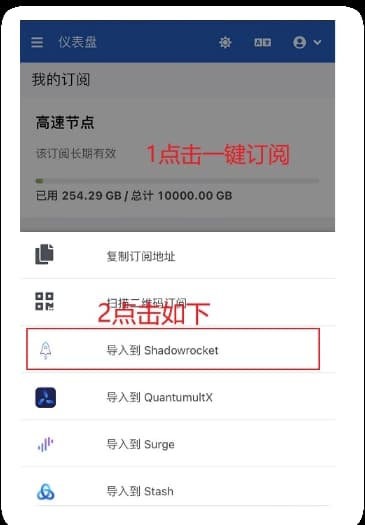 仪表盘
我的订阅
高速节点
1点击一键订阅
该订阅长期有效
已用 254.29 GB / 总计 10000.00 GB
复制订阅地址
扫描二维码订阅
2点击如下
导入到 Shadowrocket
导入到 QuantumultX
导入到 Surge
导入到 Stash